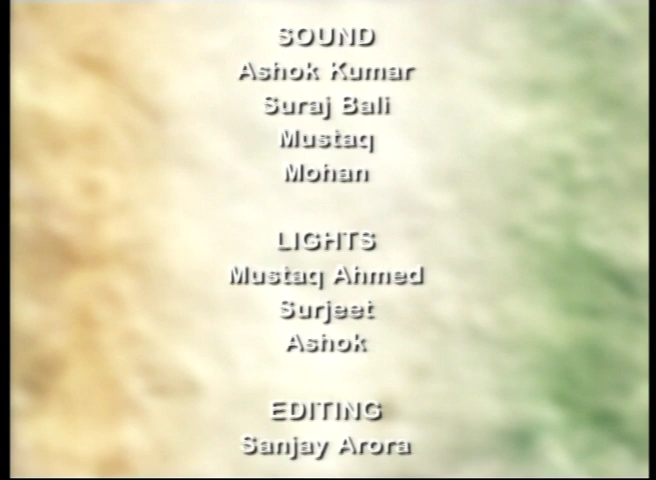 SOUND
Ashok Kumar
Suraj Bali
Mustaq
Mohan
LIGHTS
Mustaq Ahmed
Surjeet
Ashok
EDITING
Sanjay Arora